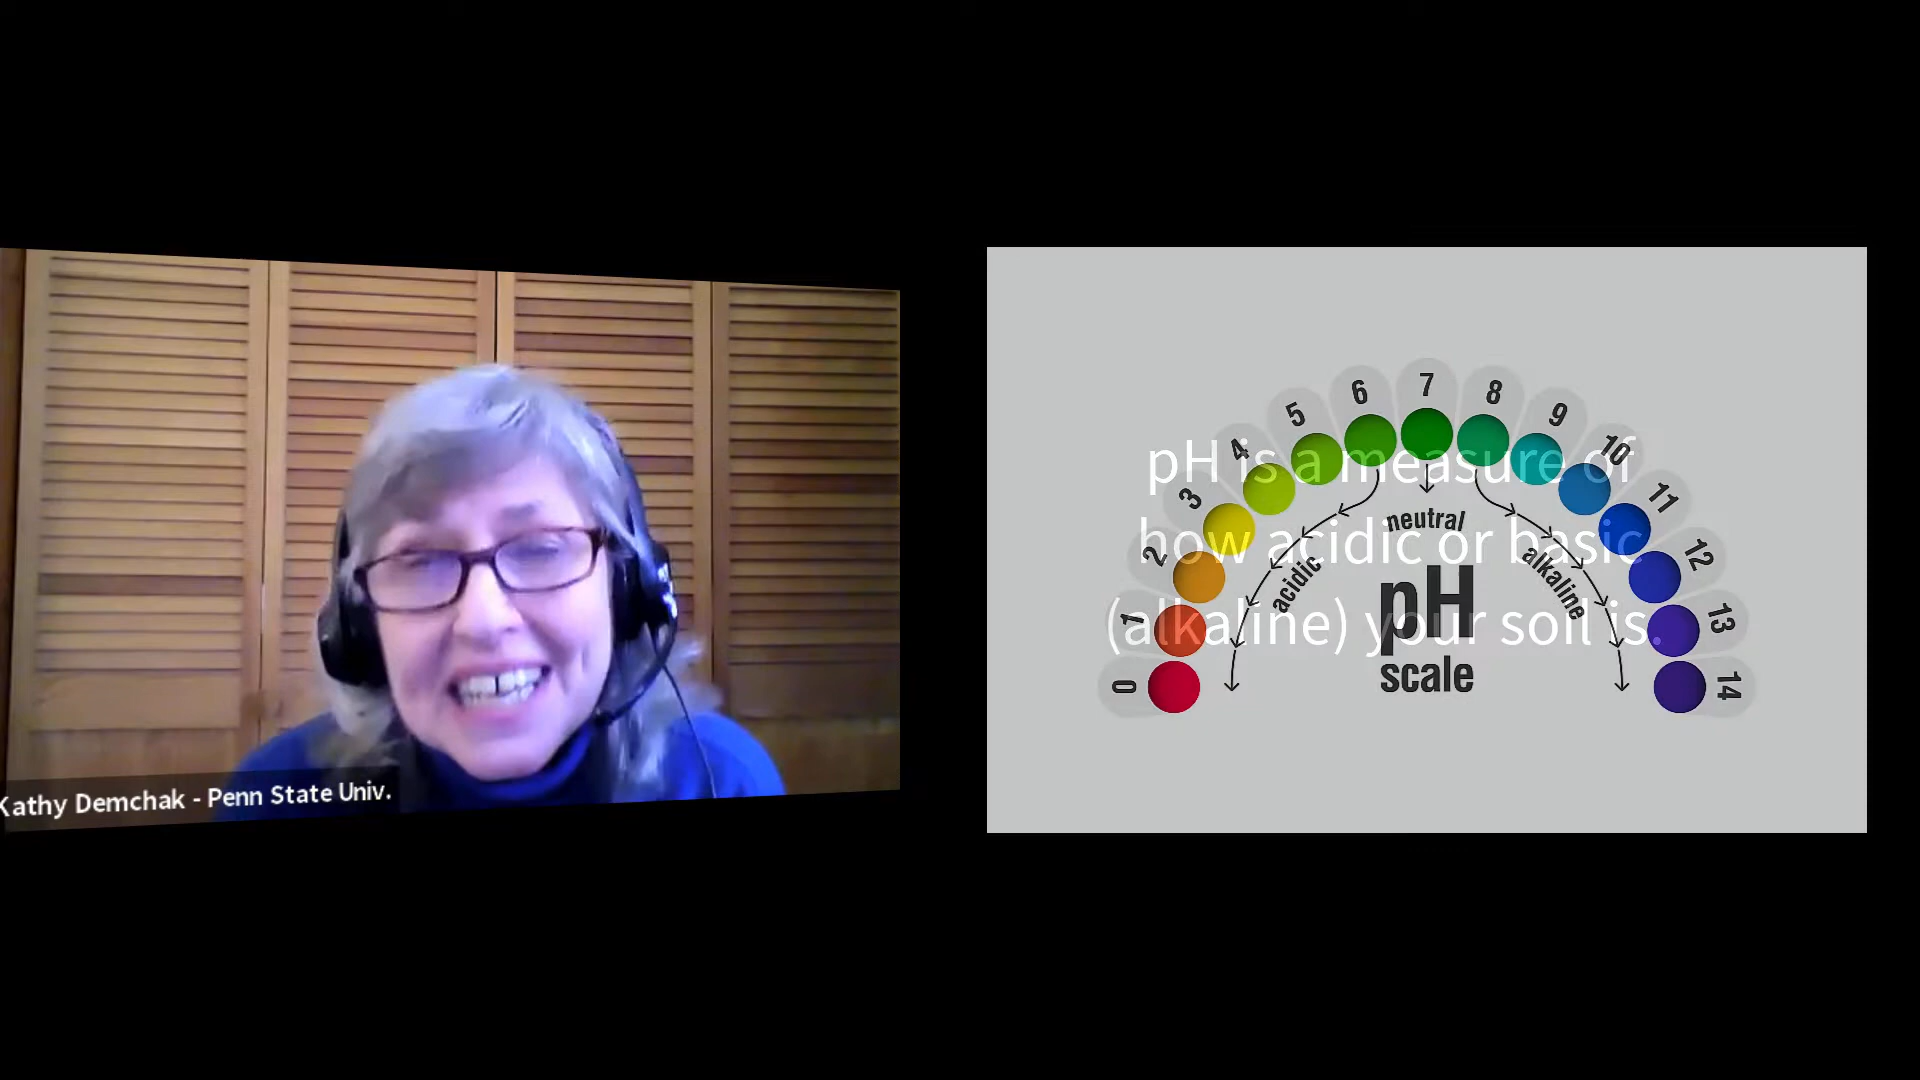 Kathy Demchak - Penn State Univ.
pH is a measure of
how acidic or basic
(alkaline) your soil is.
0
1
2
3
4
5
6
7
8
9
10
11
12
13
14
acidic
neutral
alkaline
pH
scale